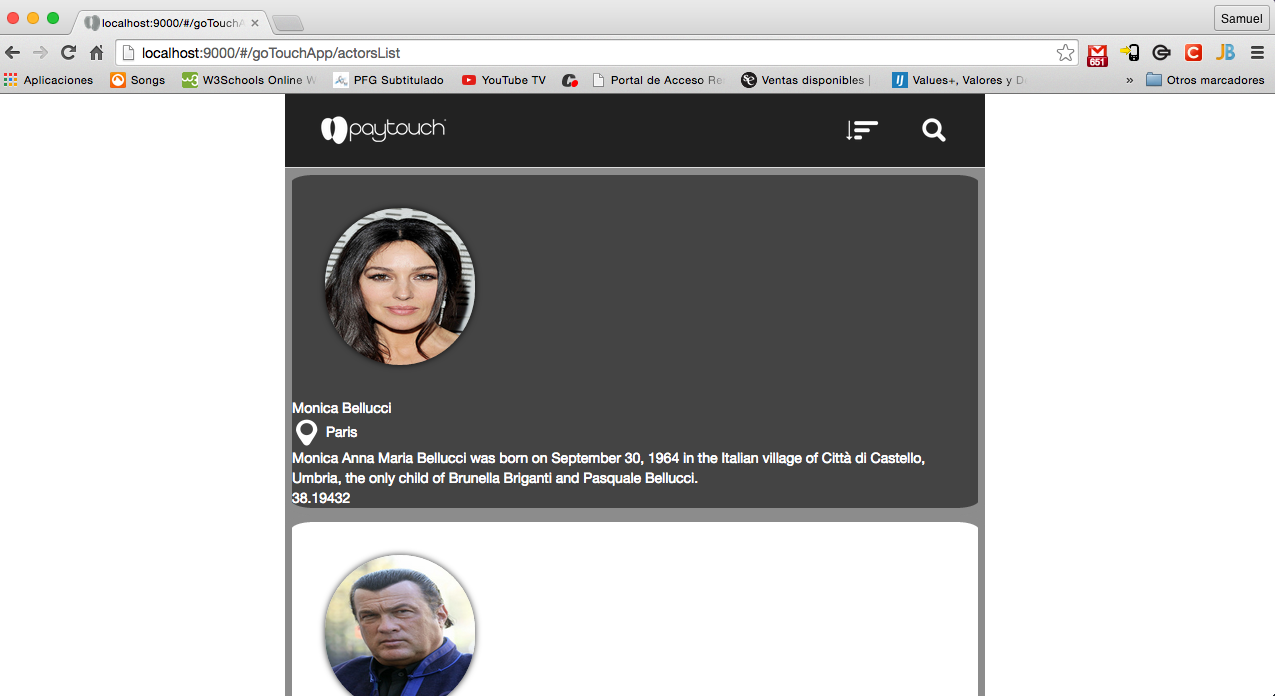 localhost:9000/#/goTouchA
Samuel
localhost:9000/#/goTouchApp/actorsList
651
C
JB
Aplicaciones
Songs
W3Schools Online W
PFG Subtitulado
YouTube TV
Portal de Acceso Re
Ventas disponibles |
IJ
Values+, Valores y De
»
Otros marcadores
paytouch
Monica Bellucci
Paris
Monica Anna Maria Bellucci was born on September 30, 1964 in the Italian village of Città di Castello,
Umbria, the only child of Brunella Briganti and Pasquale Bellucci.
38.19432